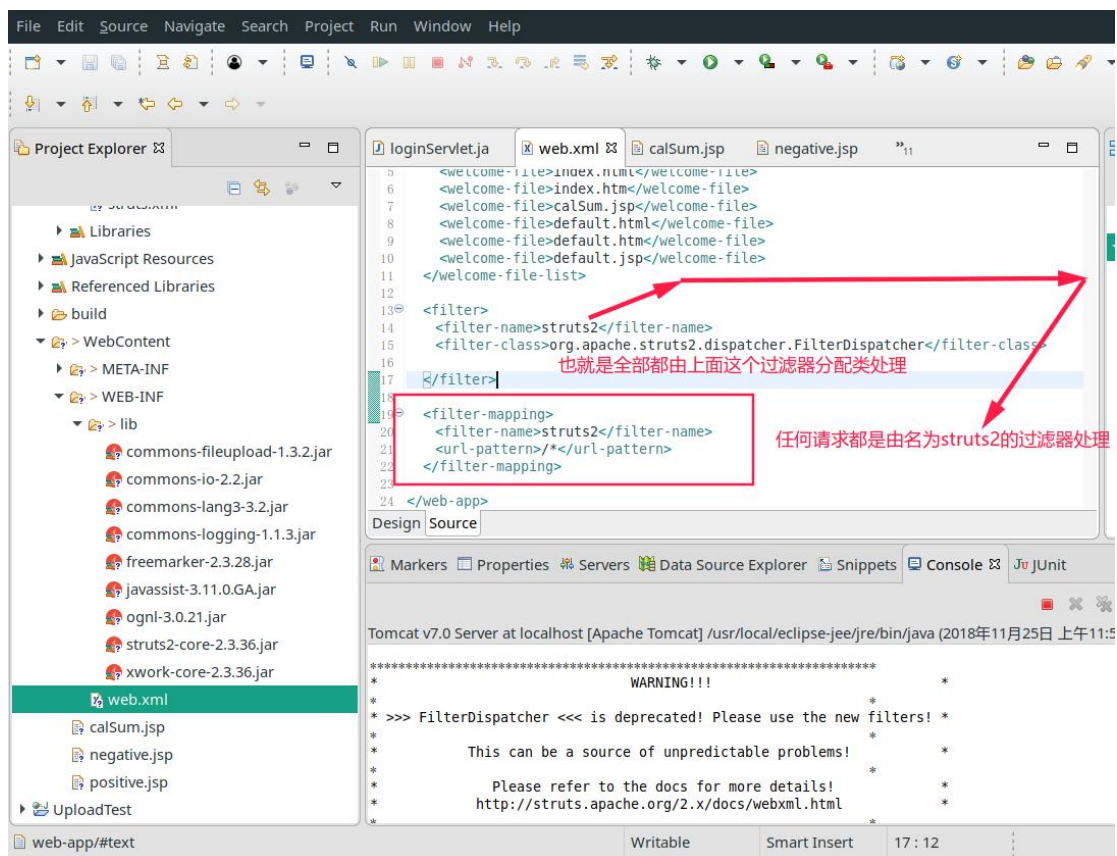 File Edit Source Navigate Search Project Run Window Help
Project Explorer
Libraries
JavaScript Resources
Referenced Libraries
build
> WebContent
> META-INF
> WEB-INF
> lib
commons-fileupload-1.3.2.jar
commons-io-2.2.jar
commons-lang3-3.2.jar
commons-logging-1.1.3.jar
freemarker-2.3.28.jar
javassist-3.11.0.GA.jar
ognl-3.0.21.jar
struts2-core-2.3.36.jar
xwork-core-2.3.36.jar
web.xml
calSum.jsp
negative.jsp
positive.jsp
UploadTest
loginServlet.ja web.xml calSum.jsp negative.jsp »11
5 <welcome-file>index.html</welcome-file>
6 <welcome-file>index.htm</welcome-file>
7 <welcome-file>calSum.jsp</welcome-file>
8 <welcome-file>default.html</welcome-file>
9 <welcome-file>default.htm</welcome-file>
10 <welcome-file>default.jsp</welcome-file>
11 </welcome-file-list>
12
13 <filter>
14 <filter-name>struts2</filter-name>
15 <filter-class>org.apache.struts2.dispatcher.FilterDispatcher</filter-class>
16
也就是全部都由上面这个过滤器分配类处理
17 </filter>
18
19 <filter-mapping>
20 <filter-name>struts2</filter-name>
任何请求都是由名为struts2的过滤器处理
21 <url-pattern>/*</url-pattern>
22 </filter-mapping>
23
24 </web-app>
Design Source
Markers Properties Servers Data Source Explorer Snippets Console JUnit
Tomcat v7.0 Server at localhost [Apache Tomcat] /usr/local/eclipse-jee/jre/bin/java (2018年11月25日 上午11:5
***************************************************************************
* WARNING!!! *
* *
* >>> FilterDispatcher <<< is deprecated! Please use the new filters! *
* *
* This can be a source of unpredictable problems! *
* *
* Please refer to the docs for more details! *
* http://struts.apache.org/2.x/docs/webxml.html *
* *
web-app/#text Writable Smart Insert 17 : 12